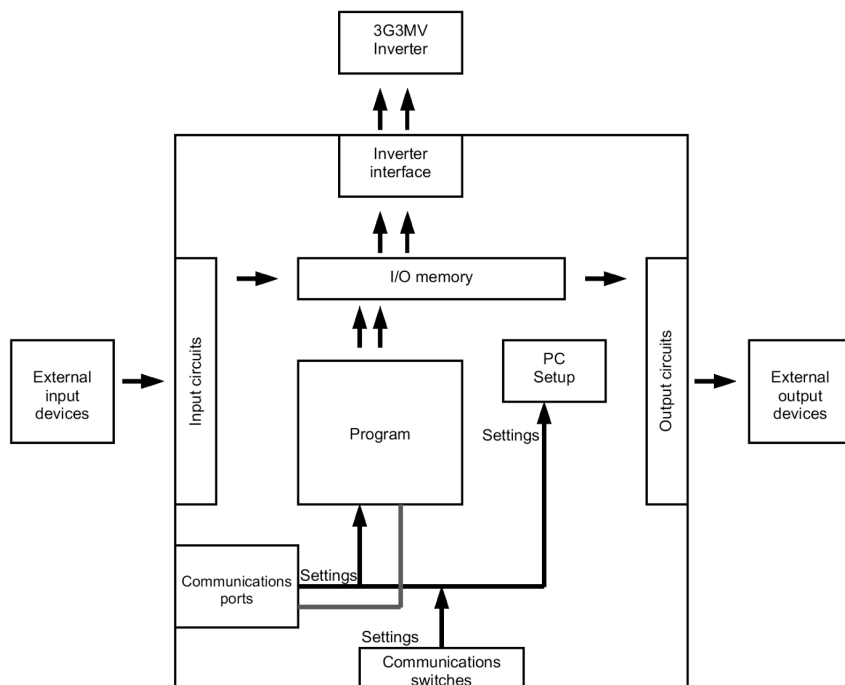 3G3MV
Inverter
Inverter
interface
I/O memory
Input circuits
Output circuits
External
input
devices
PC
Setup
External
output
devices
Program
Settings
Communications
ports
Settings
Settings
Communications
switches